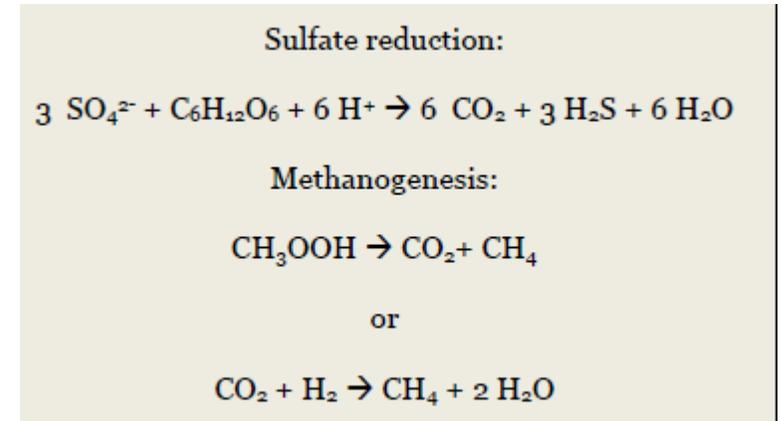 Sulfate reduction:
3 SO₄²⁻ + C₆H₁₂O₆ + 6 H⁺ → 6 CO₂ + 3 H₂S + 6 H₂O
Methanogenesis:
CH₃OOH → CO₂+ CH₄
or
CO₂ + H₂ → CH₄ + 2 H₂O